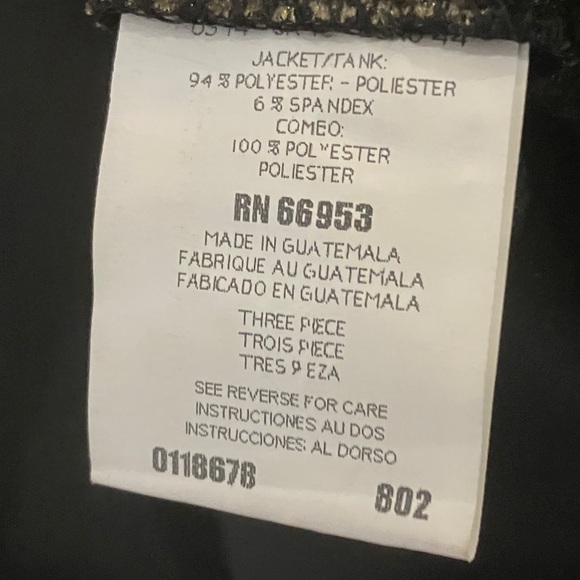 JACKET/TANK:
94% POLYESTER - POLIESTER
6% SPANDEX
COMBO:
100% POLYESTER
POLIESTER
RN 66953
MADE IN GUATEMALA
FABRIQUE AU GUATEMALA
FABICADO EN GUATEMALA
THREE PIECE
TROIS PIECE
TRES PEZA
SEE REVERSE FOR CARE
INSTRUCTIONES AU DOS
INSTRUCCIONES AL DORSO
0118678
802